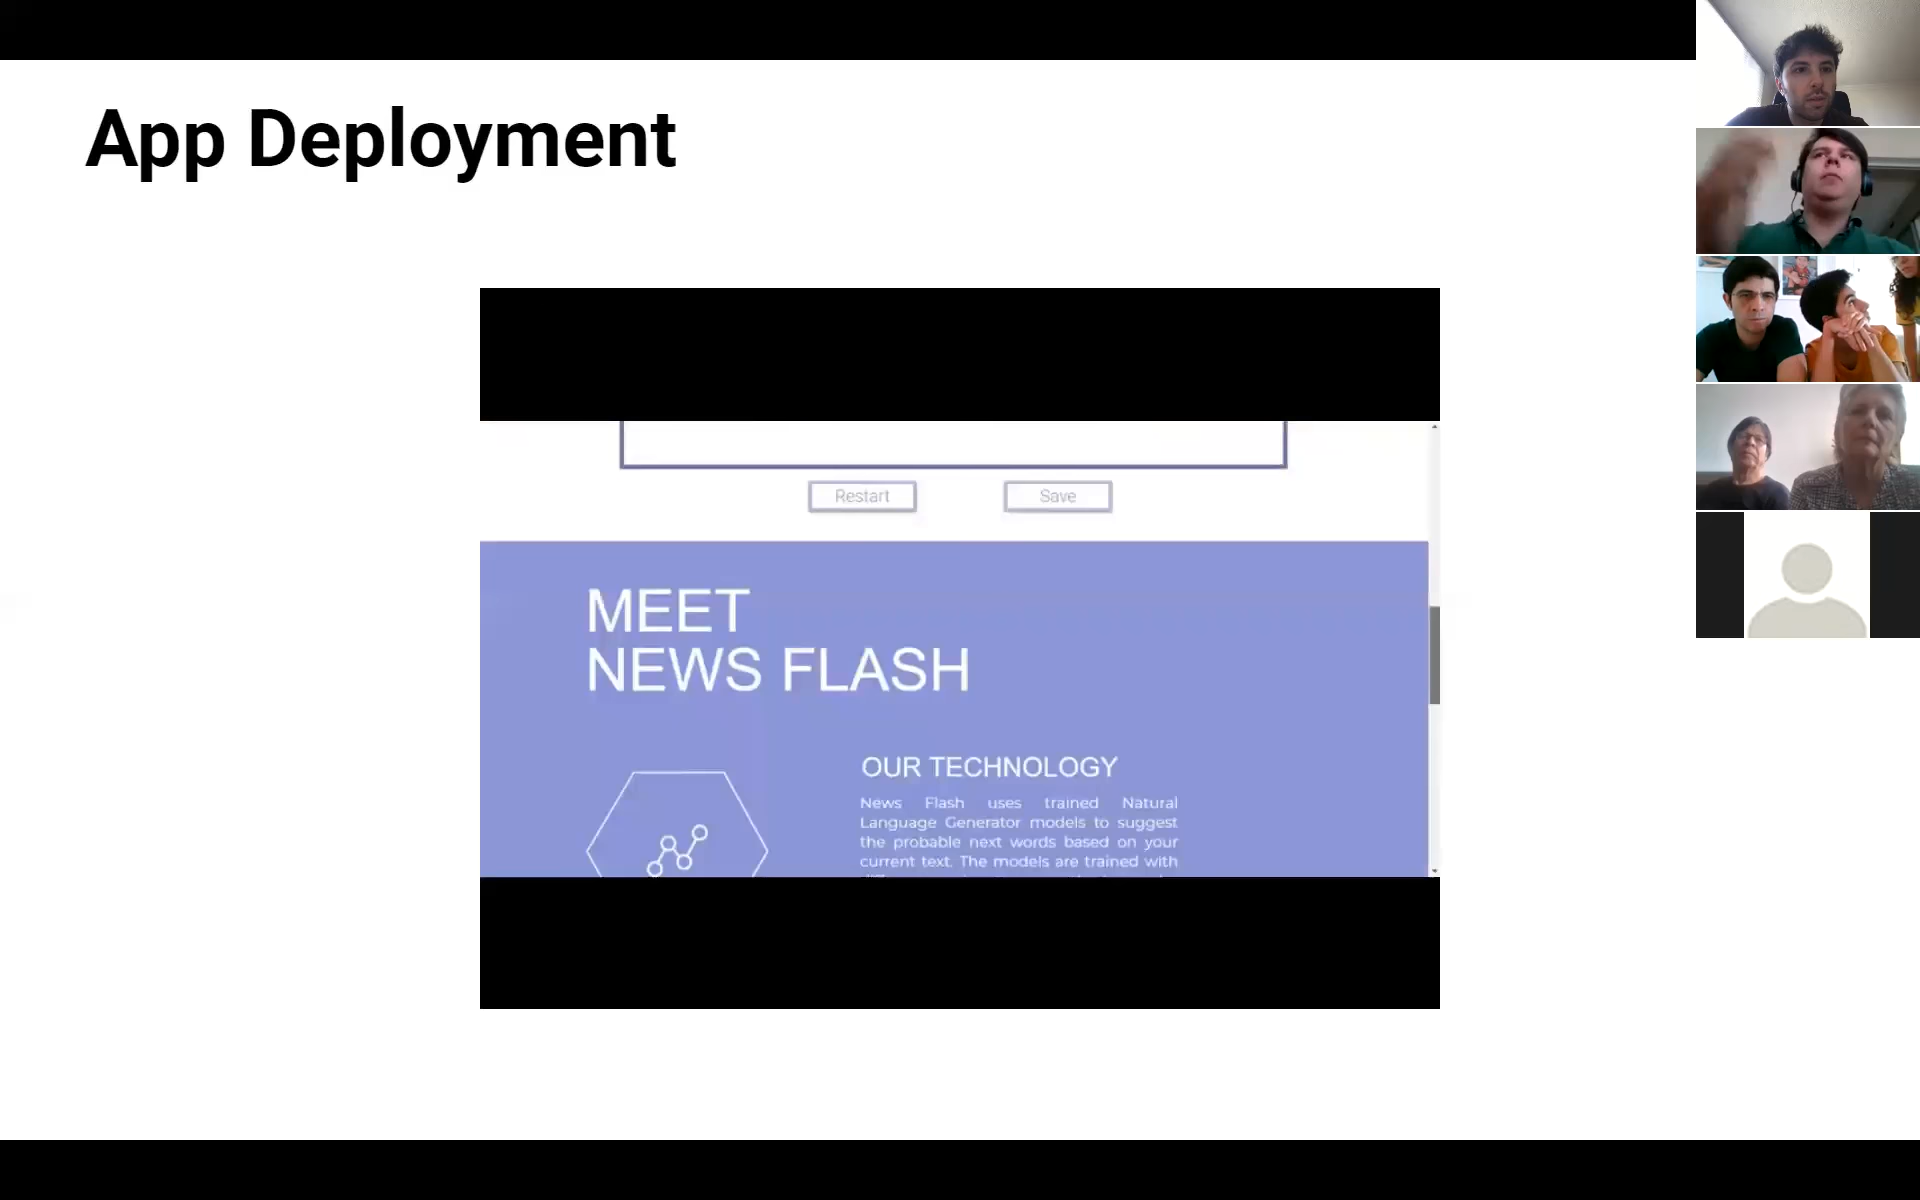 App Deployment
Restart Save
MEET
NEWS FLASH
OUR TECHNOLOGY
News Flash uses trained Natural
Language Generator models to suggest
the probable next words based on your
current text. The models are trained with